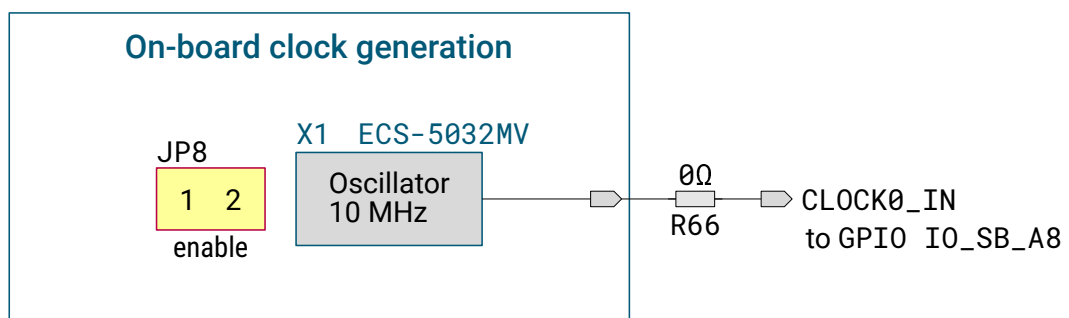 On-board clock generation
X1 ECS-5032MV
JP8
1 2
enable
Oscillator
10 MHz
0Ω
R66
CLOCK0_IN
to GPIO IO_SB_A8